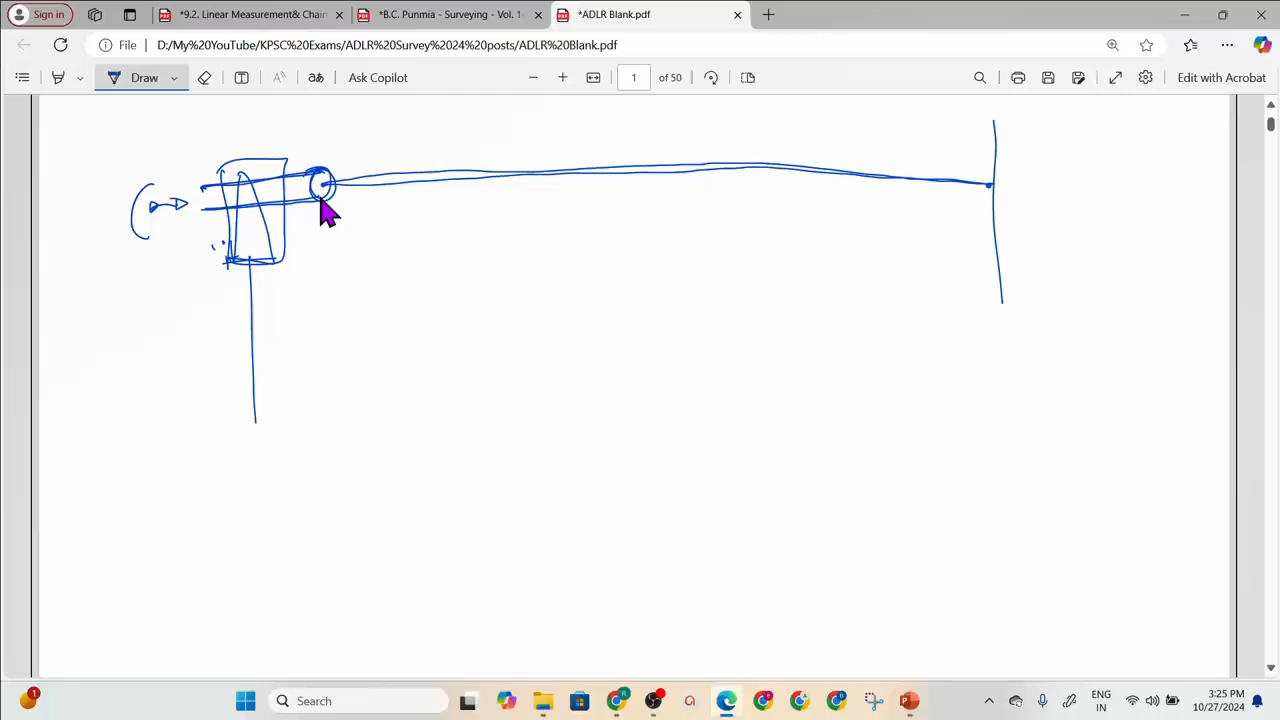 Sign in
*9.2. Linear Measurement& Chain
*B.C. Punmia - Surveying - Vol. 1-
*ADLR Blank.pdf
File D:/My%20YouTube/KPSC%20Exams/ADLR%20Survey%2024%20posts/ADLR%20Blank.pdf
Draw
Ask Copilot
1 of 50
Edit with Acrobat
1
Search
ENG
IN
3:25 PM
10/27/2024